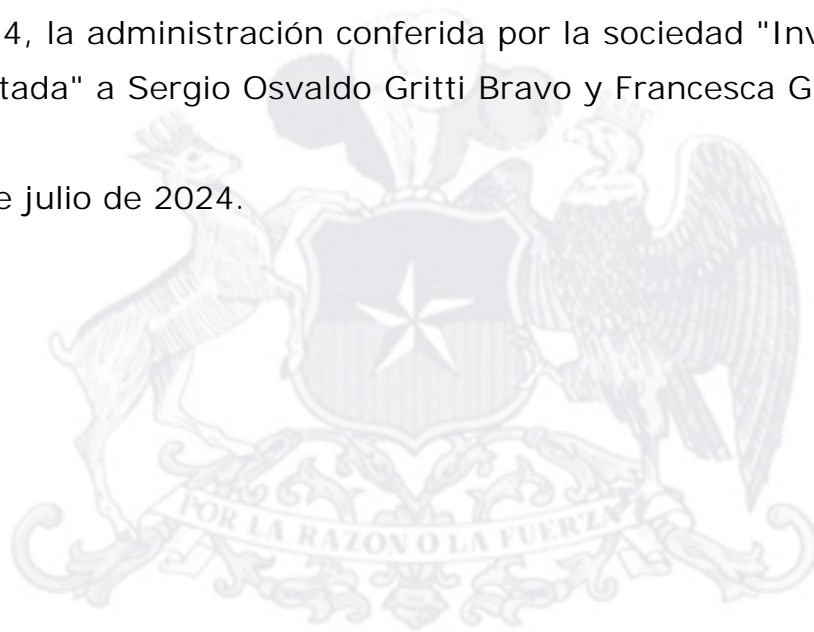 4, la administración conferida por la sociedad "Inv
tada" a Sergio Osvaldo Gritti Bravo y Francesca G
e julio de 2024.
POR LA RAZON O LA FUERZA